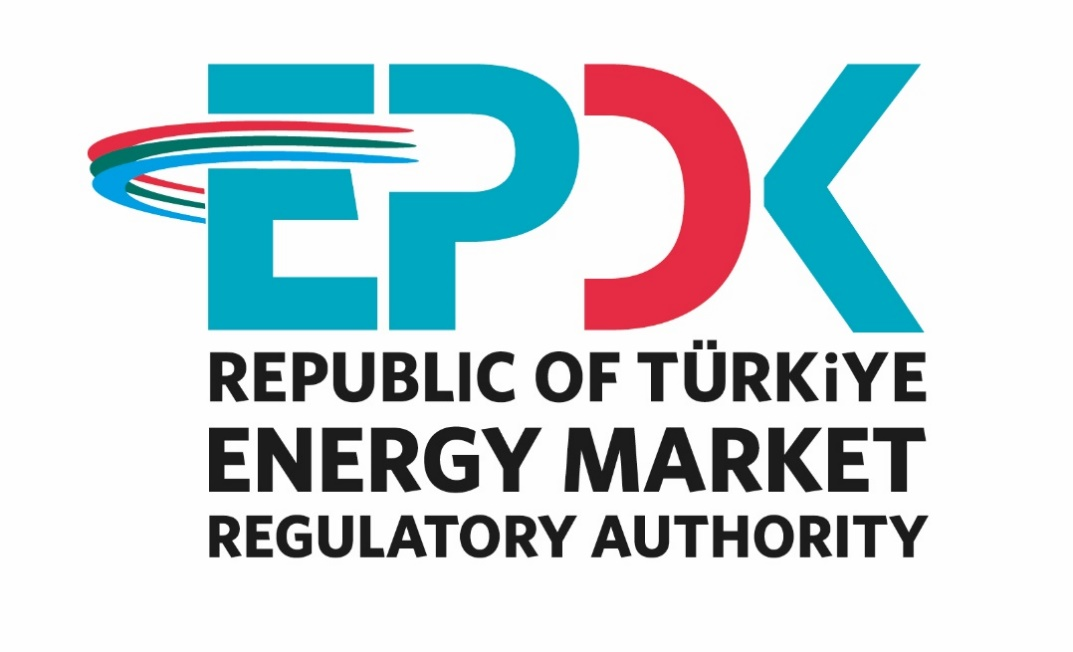 EPDK
REPUBLIC OF TÜRKiYE
ENERGY MARKET
REGULATORY AUTHORITY